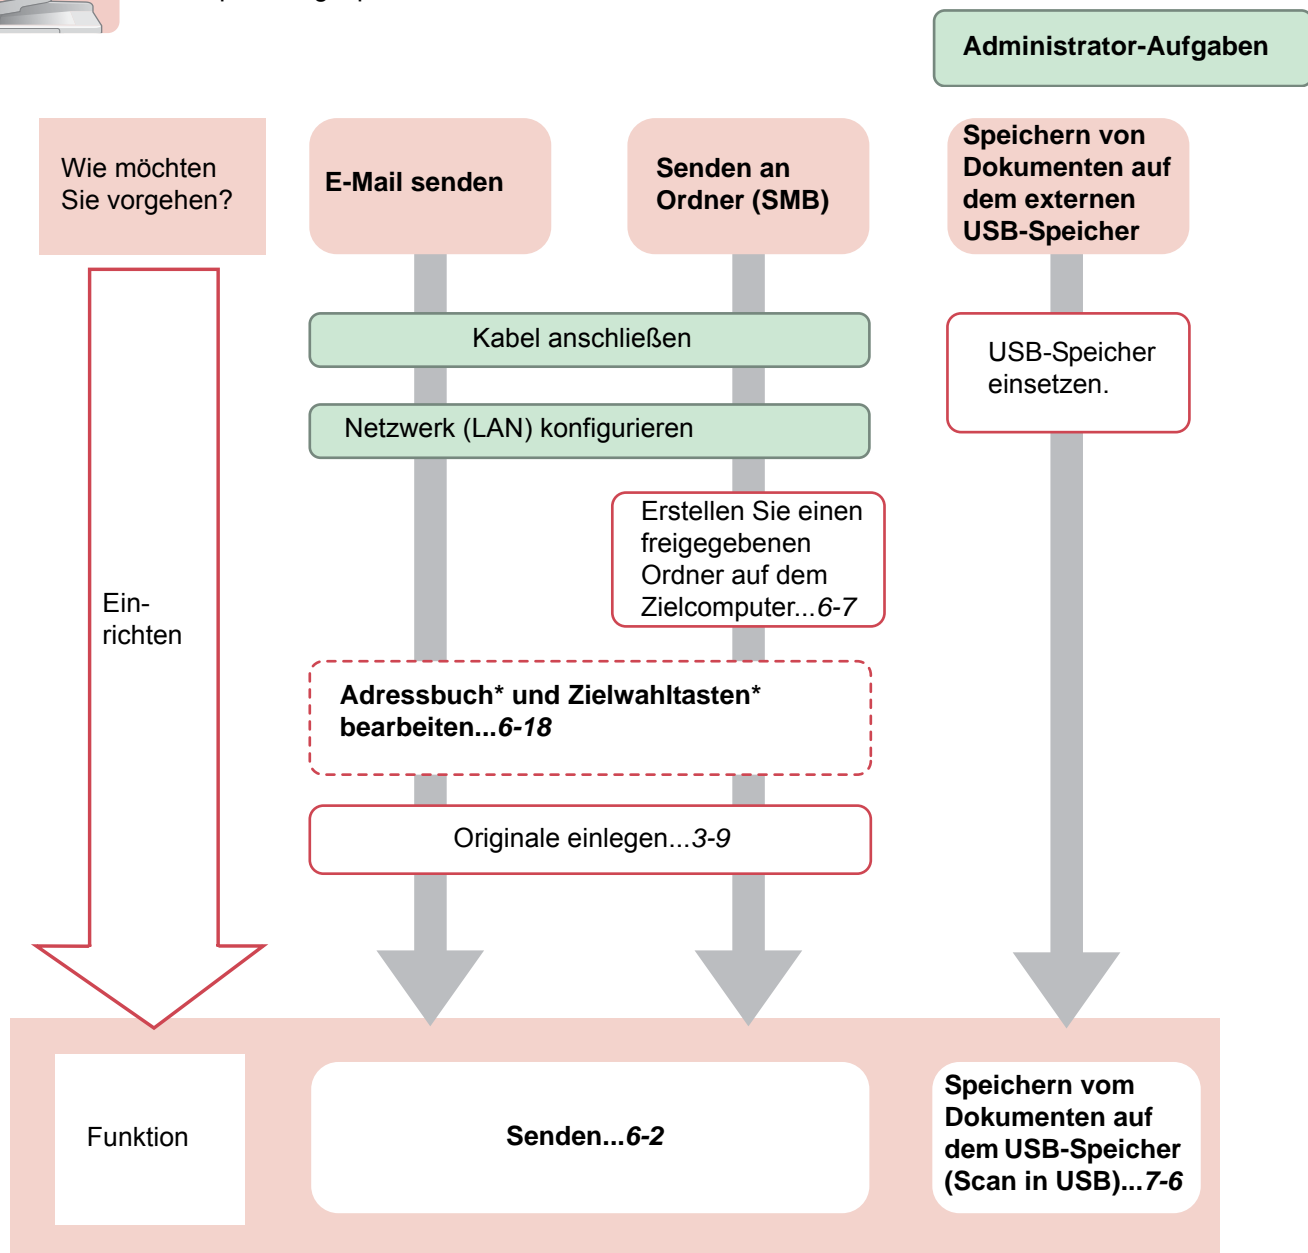 Administrator-Aufgaben
Wie möchten
Sie vorgehen?
E-Mail senden
Senden an
Ordner (SMB)
Speichern von
Dokumenten auf
dem externen
USB-Speicher
Kabel anschließen
USB-Speicher
einsetzen.
Netzwerk (LAN) konfigurieren
Erstellen Sie einen
freigegebenen
Ordner auf dem
Zielcomputer...6-7
Ein-
richten
Adressbuch* und Zielwahltasten*
bearbeiten...6-18
Originale einlegen...3-9
Funktion
Senden...6-2
Speichern vom
Dokumenten auf
dem USB-Speicher
(Scan in USB)...7-6